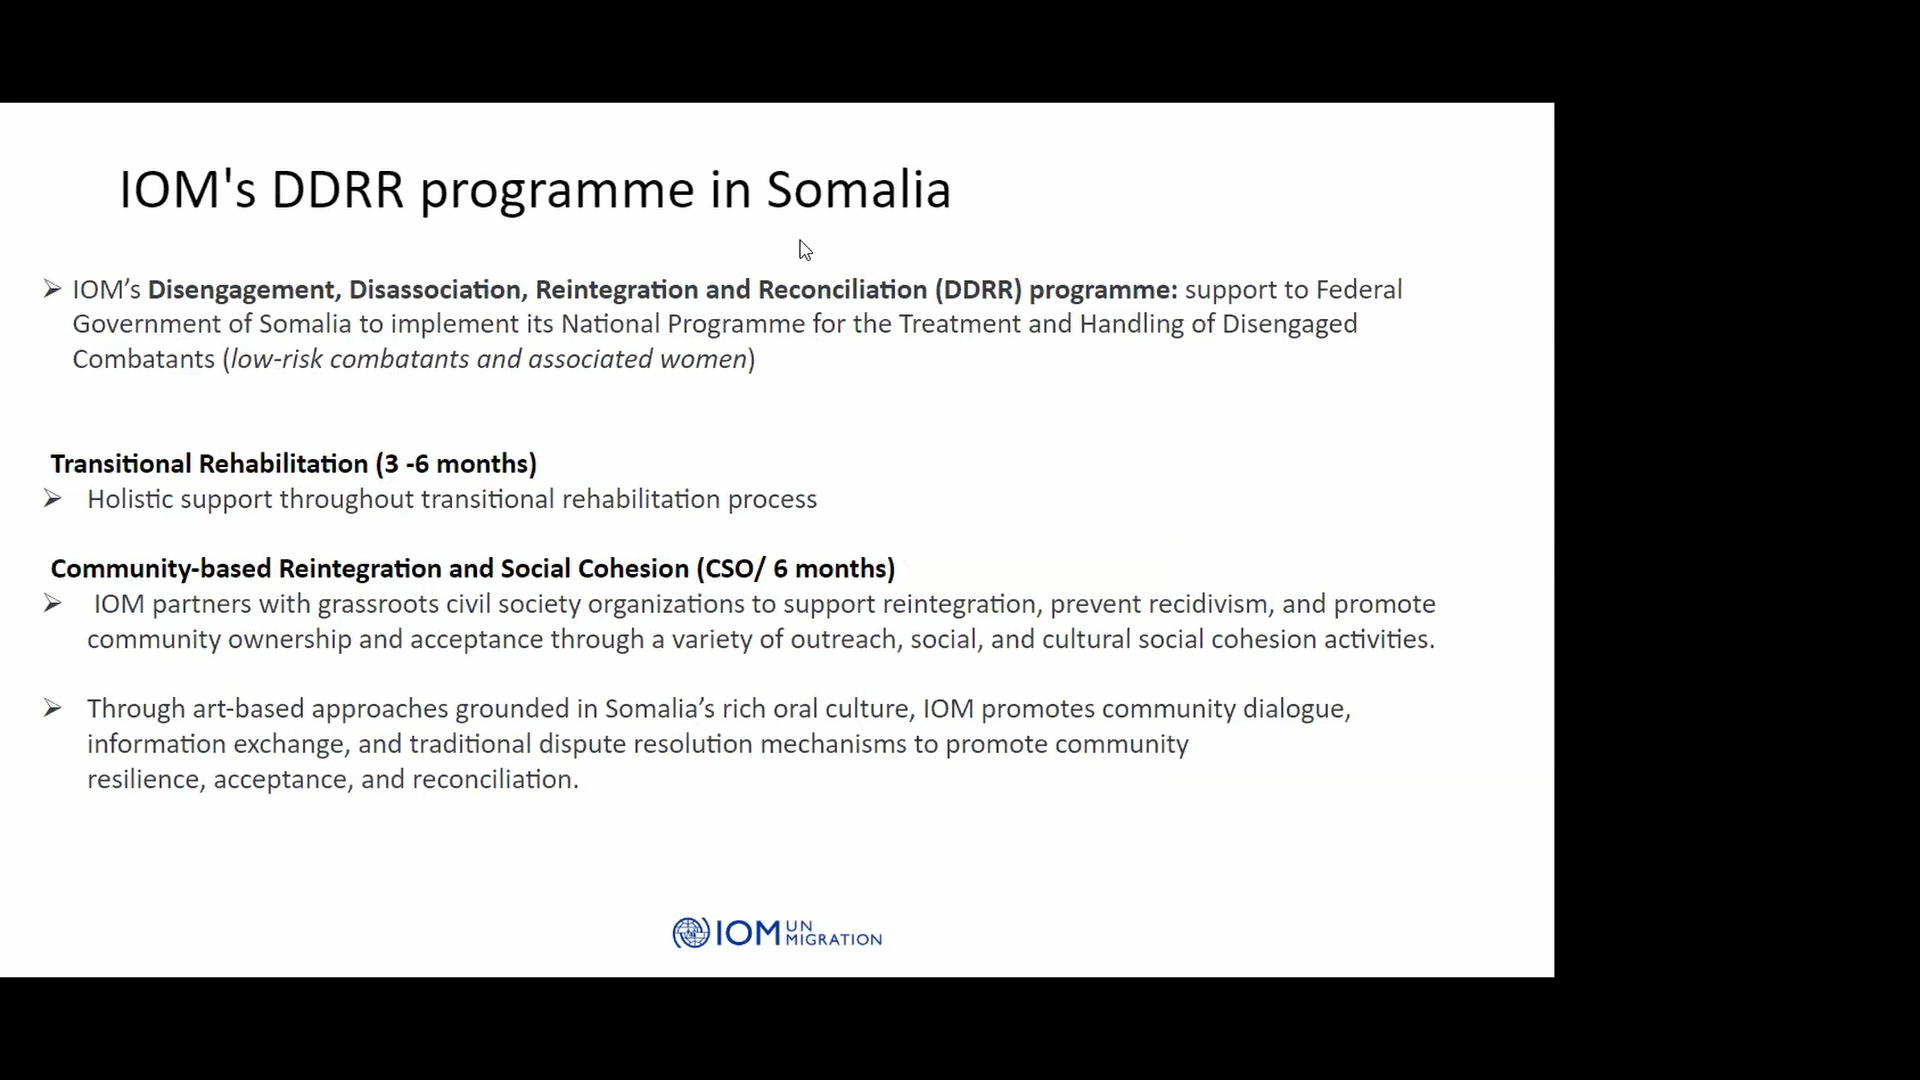 IOM's DDRR programme in Somalia
➢ IOM’s Disengagement, Disassociation, Reintegration and Reconciliation (DDRR) programme: support to Federal
Government of Somalia to implement its National Programme for the Treatment and Handling of Disengaged
Combatants (low-risk combatants and associated women)
Transitional Rehabilitation (3 -6 months)
➢ Holistic support throughout transitional rehabilitation process
Community-based Reintegration and Social Cohesion (CSO/ 6 months)
➢ IOM partners with grassroots civil society organizations to support reintegration, prevent recidivism, and promote
community ownership and acceptance through a variety of outreach, social, and cultural social cohesion activities.
➢ Through art-based approaches grounded in Somalia’s rich oral culture, IOM promotes community dialogue,
information exchange, and traditional dispute resolution mechanisms to promote community
resilience, acceptance, and reconciliation.
IOM UN MIGRATION